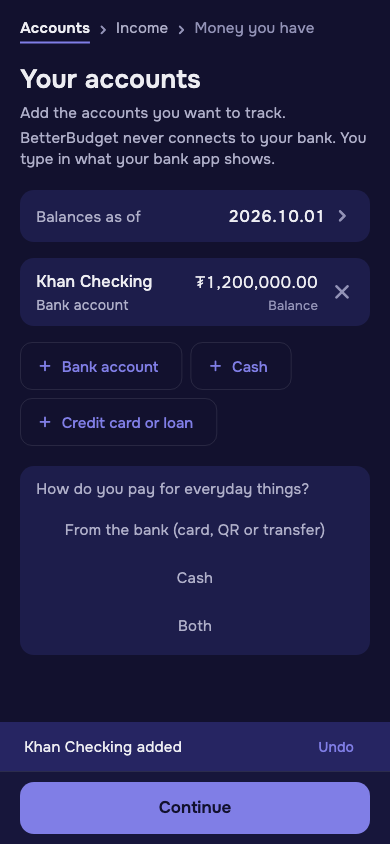 Accounts > Income > Money you have
Your accounts
Add the accounts you want to track.
BetterBudget never connects to your bank. You
type in what your bank app shows.
Balances as of 2026.10.01 >
Khan Checking ₮1,200,000.00 ×
Bank account Balance
+ Bank account + Cash
+ Credit card or loan
How do you pay for everyday things?
From the bank (card, QR or transfer)
Cash
Both
Khan Checking added Undo
Continue